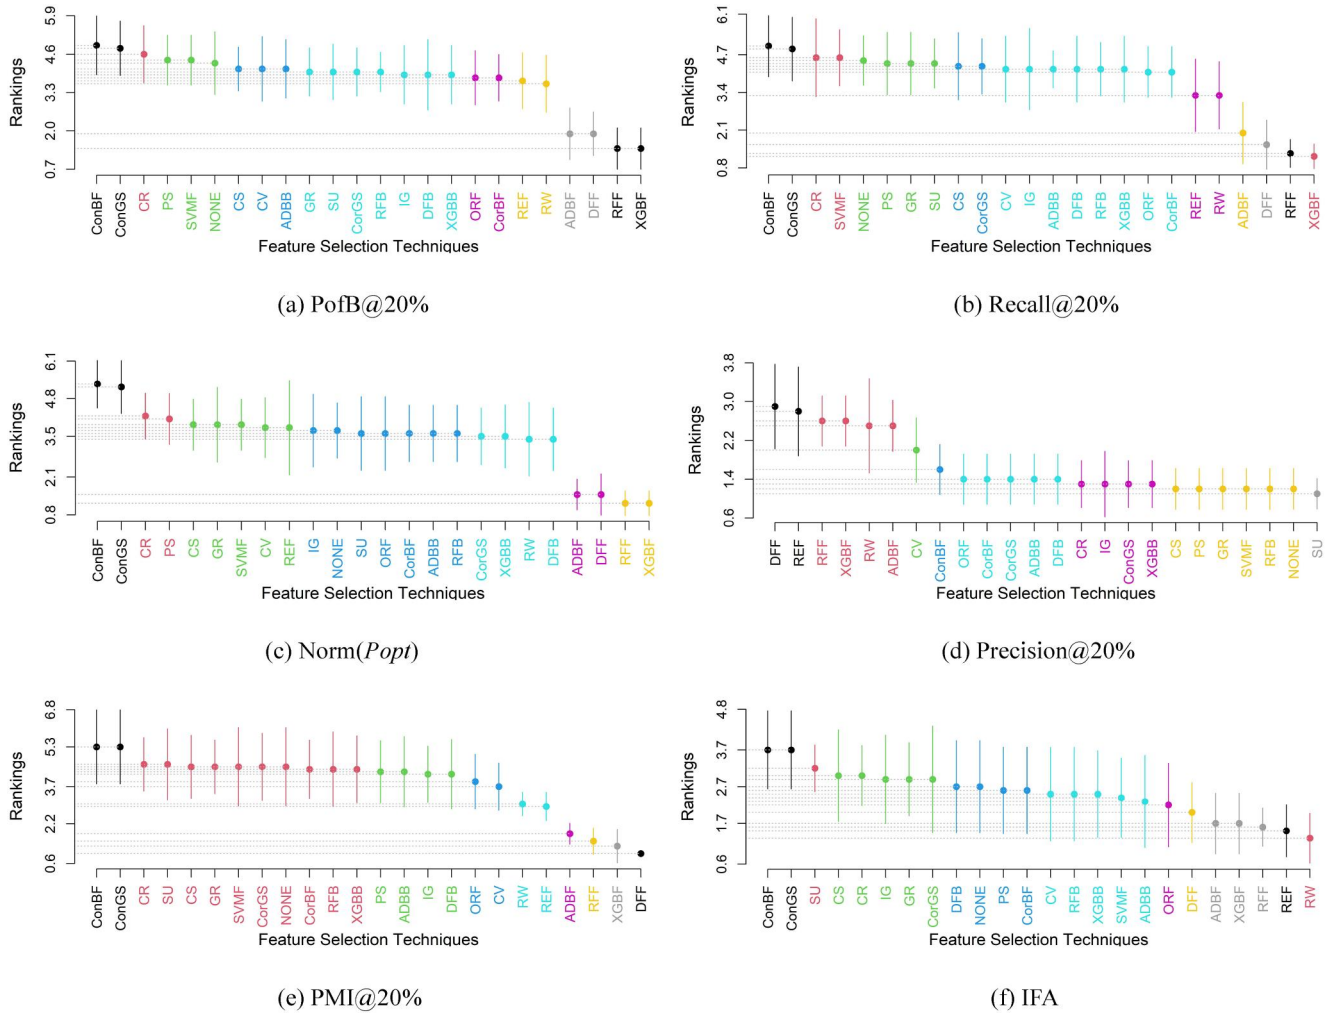 Rankings
5.9
4.6
3.3
2.0
0.7
ConBF ConGS CR PS SVMF NONE CS CV ADBB GR SU CorGS RFB IG DFB XGBB ORF CorBF REF RW ADBF DFF RFF XGBF
Feature Selection Techniques
(a) PofB@20%
Rankings
6.1
4.7
3.4
2.1
0.8
ConBF ConGS CR SVMF NONE PS GR SU CS CorGS CV IG ADBB DFB RFB XGBB ORF CorBF REF RW ADBF DFF RFF XGBF
Feature Selection Techniques
(b) Recall@20%
Rankings
6.1
4.8
3.5
2.1
0.8
ConBF ConGS CR PS CS GR SVMF CV REF IG NONE SU ORF CorBF ADBB RFB CorGS XGBB RW DFB ADBF DFF RFF XGBF
Feature Selection Techniques
(c) Norm(Popt)
Rankings
3.8
3.0
2.2
1.4
0.6
DFF REF RFF XGBF RW ADBF CV ConBF ORF CorBF CorGS ADBB DFB CR IG ConGS XGBB CS PS GR SVMF RFB NONE SU
Feature Selection Techniques
(d) Precision@20%
Rankings
6.8
5.3
3.7
2.2
0.6
ConBF ConGS CR SU CS GR SVMF CorGS NONE CorBF RFB XGBB PS ADBB IG DFB ORF CV RW REF ADBF RFF XGBF DFF
Feature Selection Techniques
(e) PMI@20%
Rankings
4.8
3.7
2.7
1.7
0.6
ConBF ConGS SU CS CR IG GR CorGS DFB NONE PS CorBF CV RFB XGBB SVMF ADBB ORF DFF ADBF XGBF RFF REF RW
Feature Selection Techniques
(f) IFA